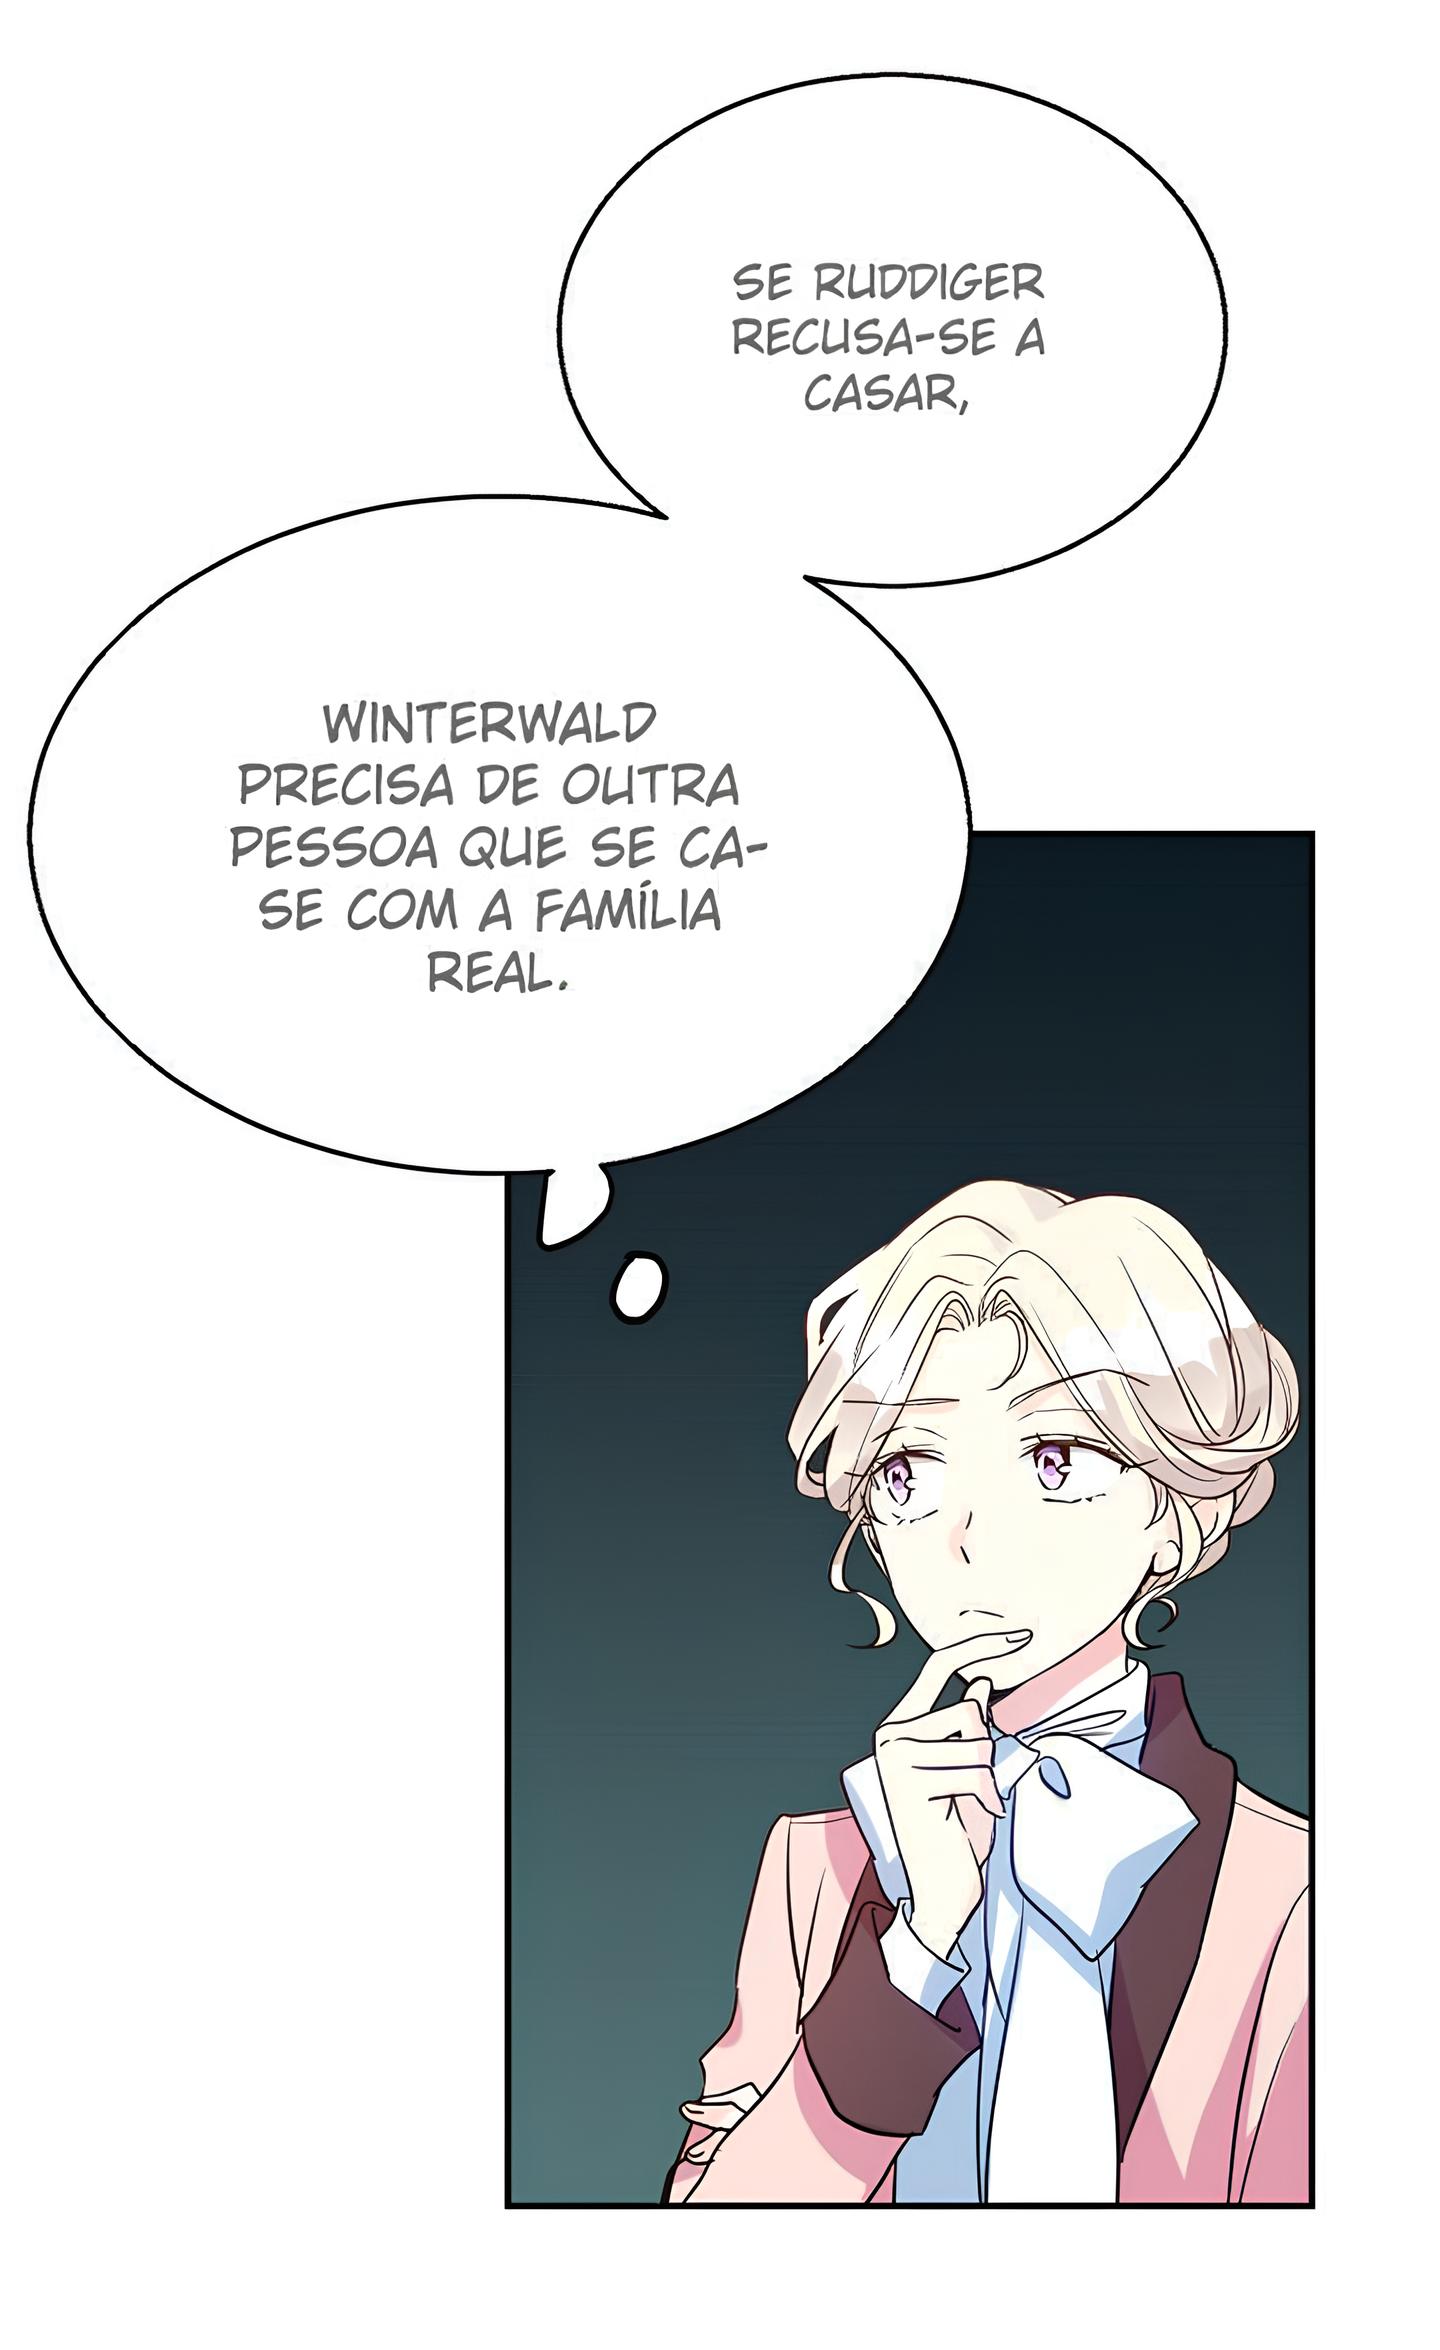 SE RUDDIGER
RECUSA-SE A
CASAR,
WINTERWALD
PRECISA DE OUTRA
PESSOA QUE SE CA-
SE COM A FAMÍLIA
REAL.